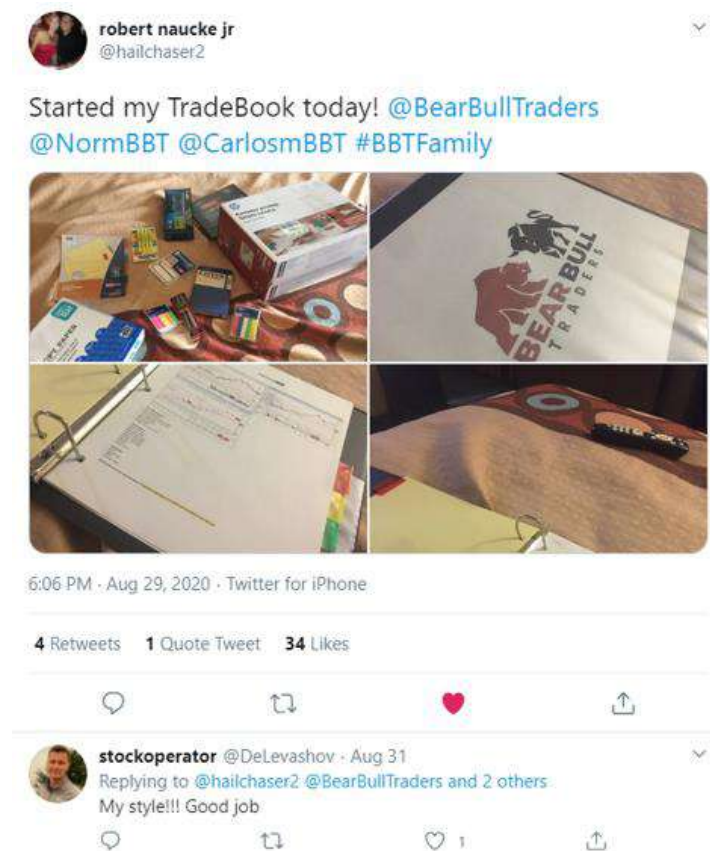 robert naucke jr
@hailchaser2
Started my TradeBook today! @BearBullTraders
@NormBBT @CarlosmBBT #BBTFamily
BEAR BULL
TRADERS
6:06 PM · Aug 29, 2020 · Twitter for iPhone
4 Retweets 1 Quote Tweet 34 Likes
stockoperator @DeLevashov · Aug 31
Replying to @hailchaser2 @BearBullTraders and 2 others
My style!!! Good job
1